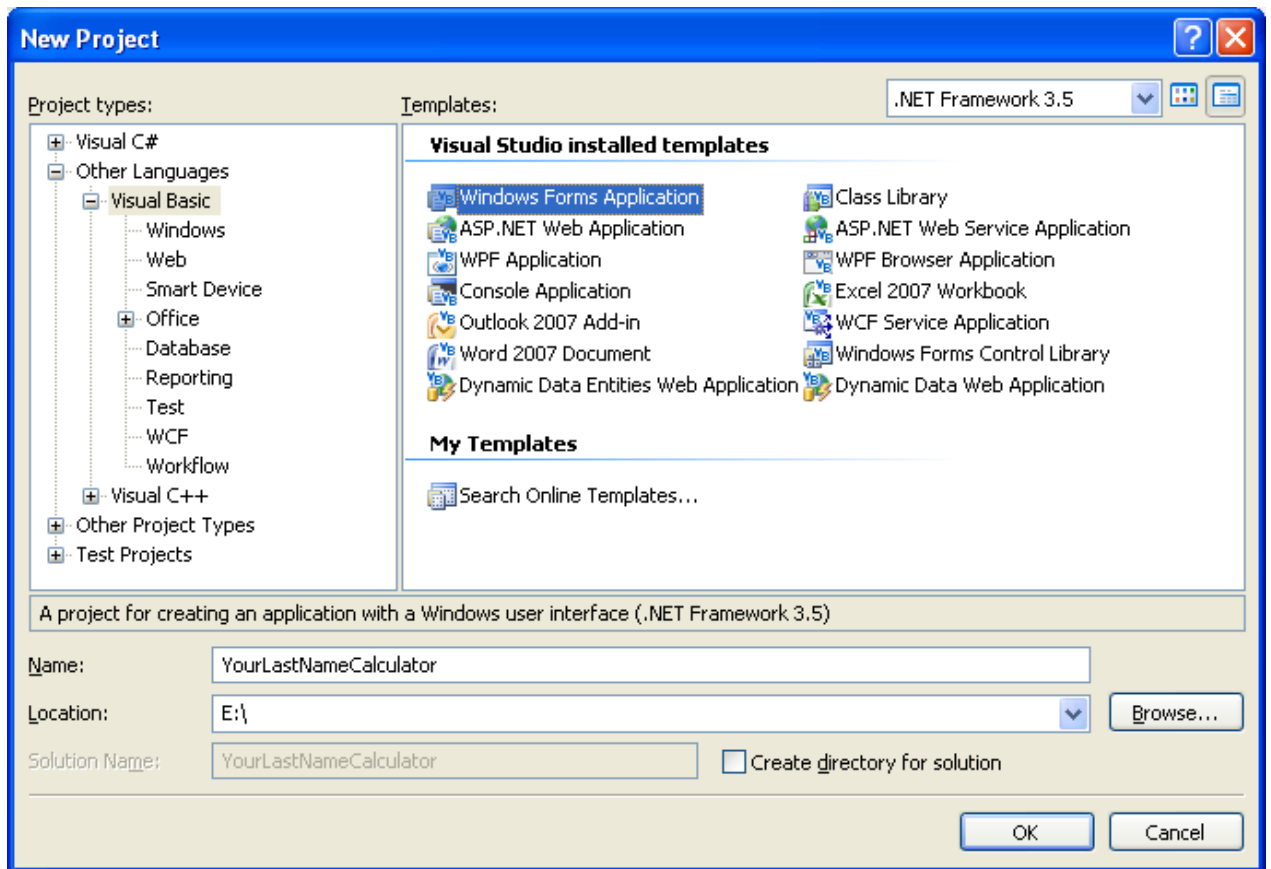 New Project
Project types:
Templates:
.NET Framework 3.5
Visual C#
Other Languages
Visual Basic
Windows
Web
Smart Device
Office
Database
Reporting
Test
WCF
Workflow
Visual C++
Other Project Types
Test Projects
Visual Studio installed templates
Windows Forms Application
Class Library
ASP.NET Web Application
ASP.NET Web Service Application
WPF Application
WPF Browser Application
Console Application
Excel 2007 Workbook
Outlook 2007 Add-in
WCF Service Application
Word 2007 Document
Windows Forms Control Library
Dynamic Data Entities Web Application
Dynamic Data Web Application
My Templates
Search Online Templates...
A project for creating an application with a Windows user interface (.NET Framework 3.5)
Name:
YourLastNameCalculator
Location:
E:\
Browse...
Solution Name:
YourLastNameCalculator
Create directory for solution
OK
Cancel